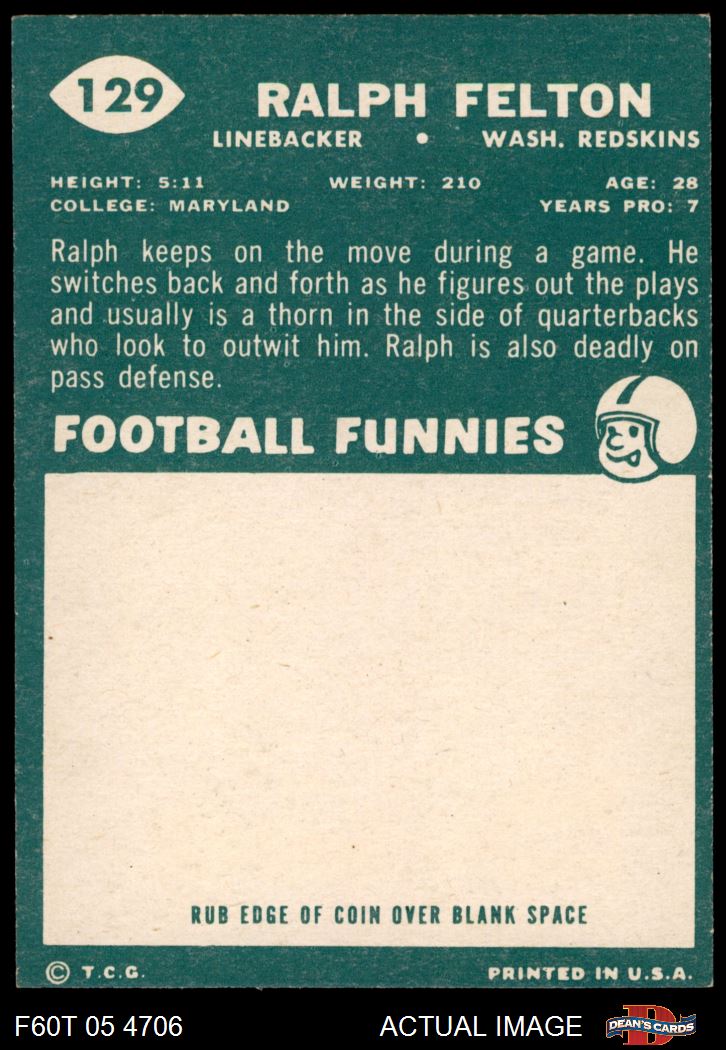 129
RALPH FELTON
LINEBACKER • WASH. REDSKINS
HEIGHT: 5:11 WEIGHT: 210 AGE: 28
COLLEGE: MARYLAND YEARS PRO: 7
Ralph keeps on the move during a game. He
switches back and forth as he figures out the plays
and usually is a thorn in the side of quarterbacks
who look to outwit him. Ralph is also deadly on
pass defense.
FOOTBALL FUNNIES
RUB EDGE OF COIN OVER BLANK SPACE
© T.C.G. PRINTED IN U.S.A.
F60T 05 4706 ACTUAL IMAGE D DEAN'S CARDS